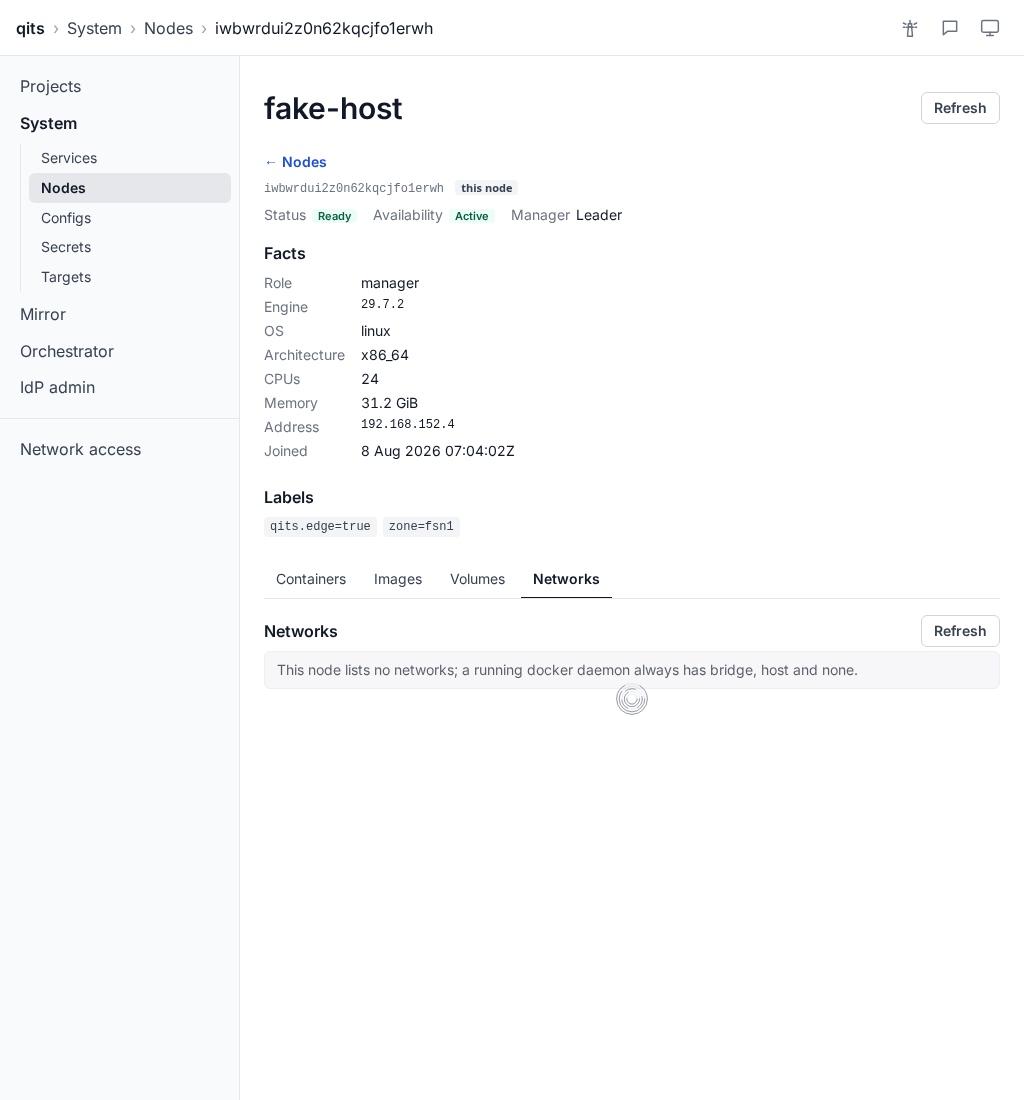 qits › System › Nodes › iwbwrdui2z0n62kqcjfo1erwh
Projects
System
Services
Nodes
Configs
Secrets
Targets
Mirror
Orchestrator
IdP admin
Network access
fake-host
Refresh
← Nodes
iwbwrdui2z0n62kqcjfo1erwh this node
Status Ready Availability Active Manager Leader
Facts
Role manager
Engine 29.7.2
OS linux
Architecture x86_64
CPUs 24
Memory 31.2 GiB
Address 192.168.152.4
Joined 8 Aug 2026 07:04:02Z
Labels
qits.edge=true zone=fsn1
Containers Images Volumes Networks
Networks Refresh
This node lists no networks; a running docker daemon always has bridge, host and none.